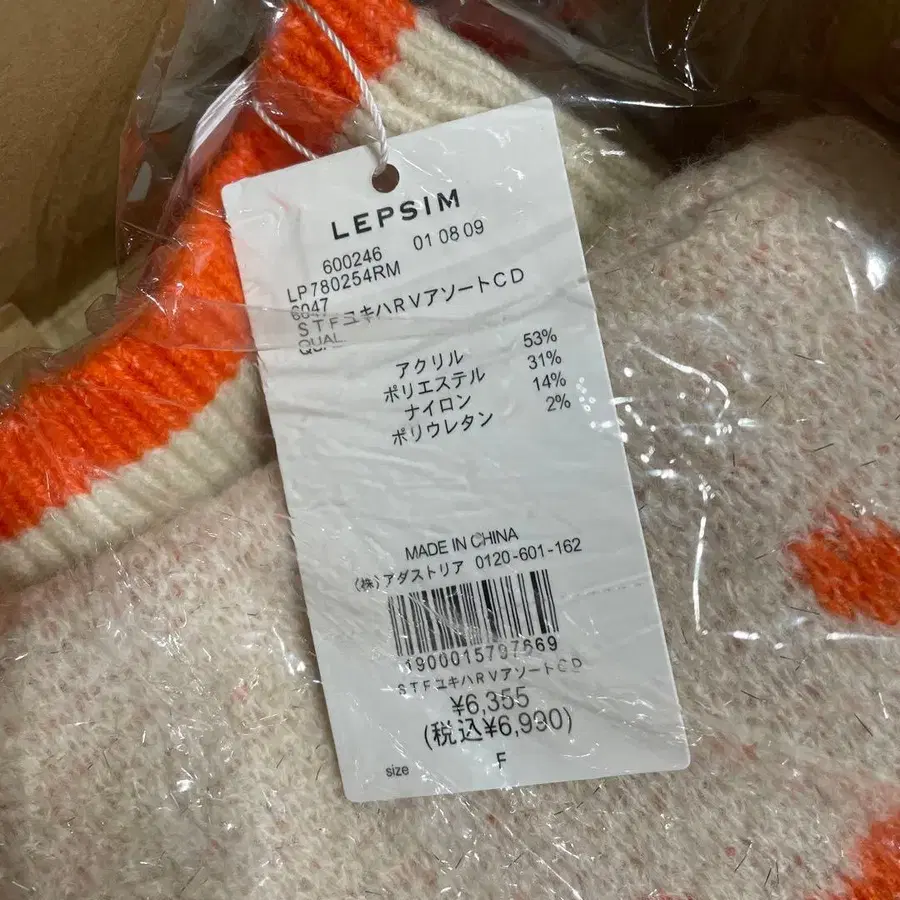 LEPSIM
600246 01 08 09
LP780254RM
6047
STFユキハRVアソートCD
QUAL
アクリル 53%
ポリエステル 31%
ナイロン 14%
ポリウレタン 2%
MADE IN CHINA
(株)アダストリア 0120-601-162
STFユキハRVアソートCD
¥6,355
(税込¥6,990)
size F